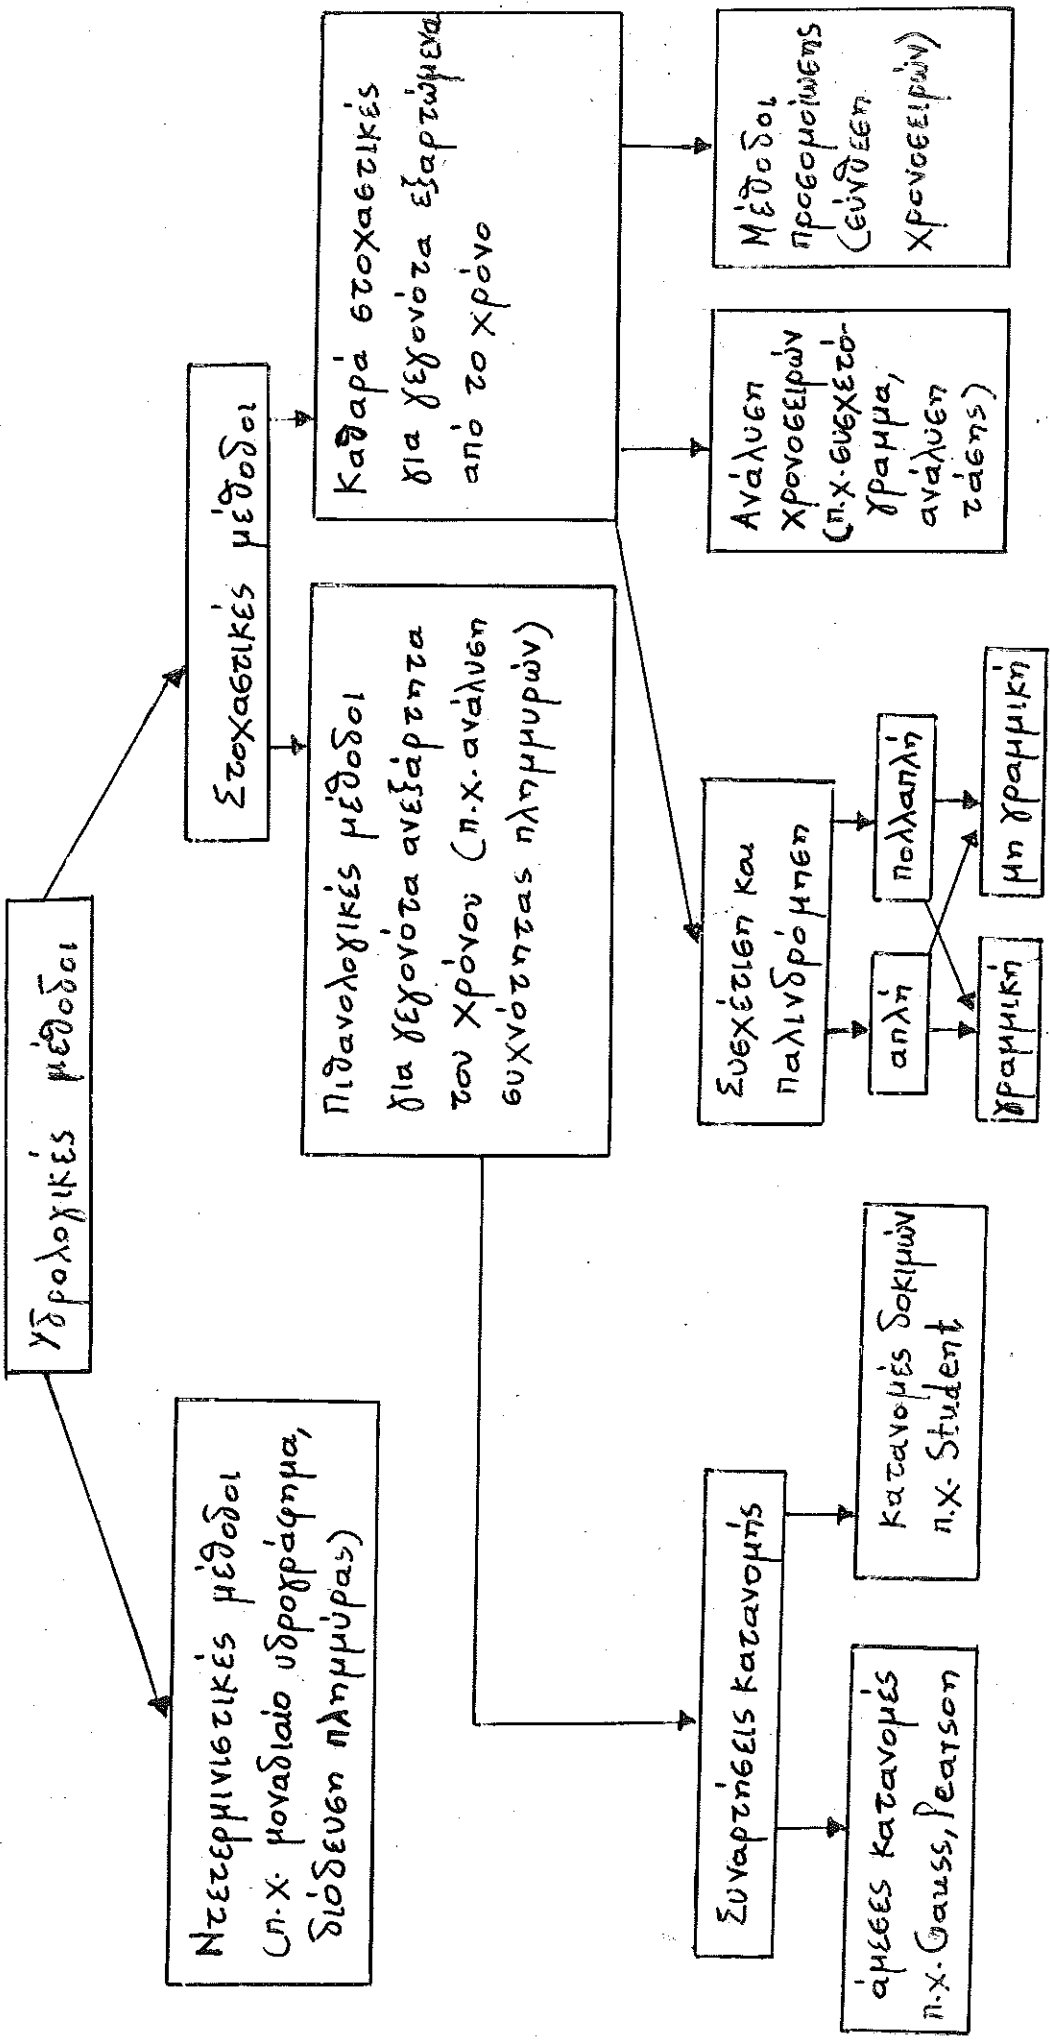 Υδρολογικές μέθοδοι
Ντετερμινιστικές μέθοδοι
(π.χ. μοναδιαίο υδρογράφημα,
διόδευση πλημμύρας)
Στοχαστικές μέθοδοι
Πιθανολογικές μέθοδοι
για γεγονότα ανεξάρτητα
του χρόνου (π.χ. ανάλυση
συχνότητας πλημμυρών)
Καθαρά στοχαστικές
για γεγονότα εξαρτώμενα
από το χρόνο
Συναρτήσεις κατανομής
άμεσες κατανομές
π.χ. Gauss, Pearson
κατανομές δοκιμών
π.χ. Student
Συσχέτιση και
παλινδρόμηση
απλή
πολλαπλή
γραμμική
μη γραμμική
Ανάλυση
χρονοσειρών
(π.χ. συσχετό-
γραμμα,
ανάλυση
τάσης)
Μέθοδοι
προσομοίωσης
(σύνθεση
χρονοσειρών)